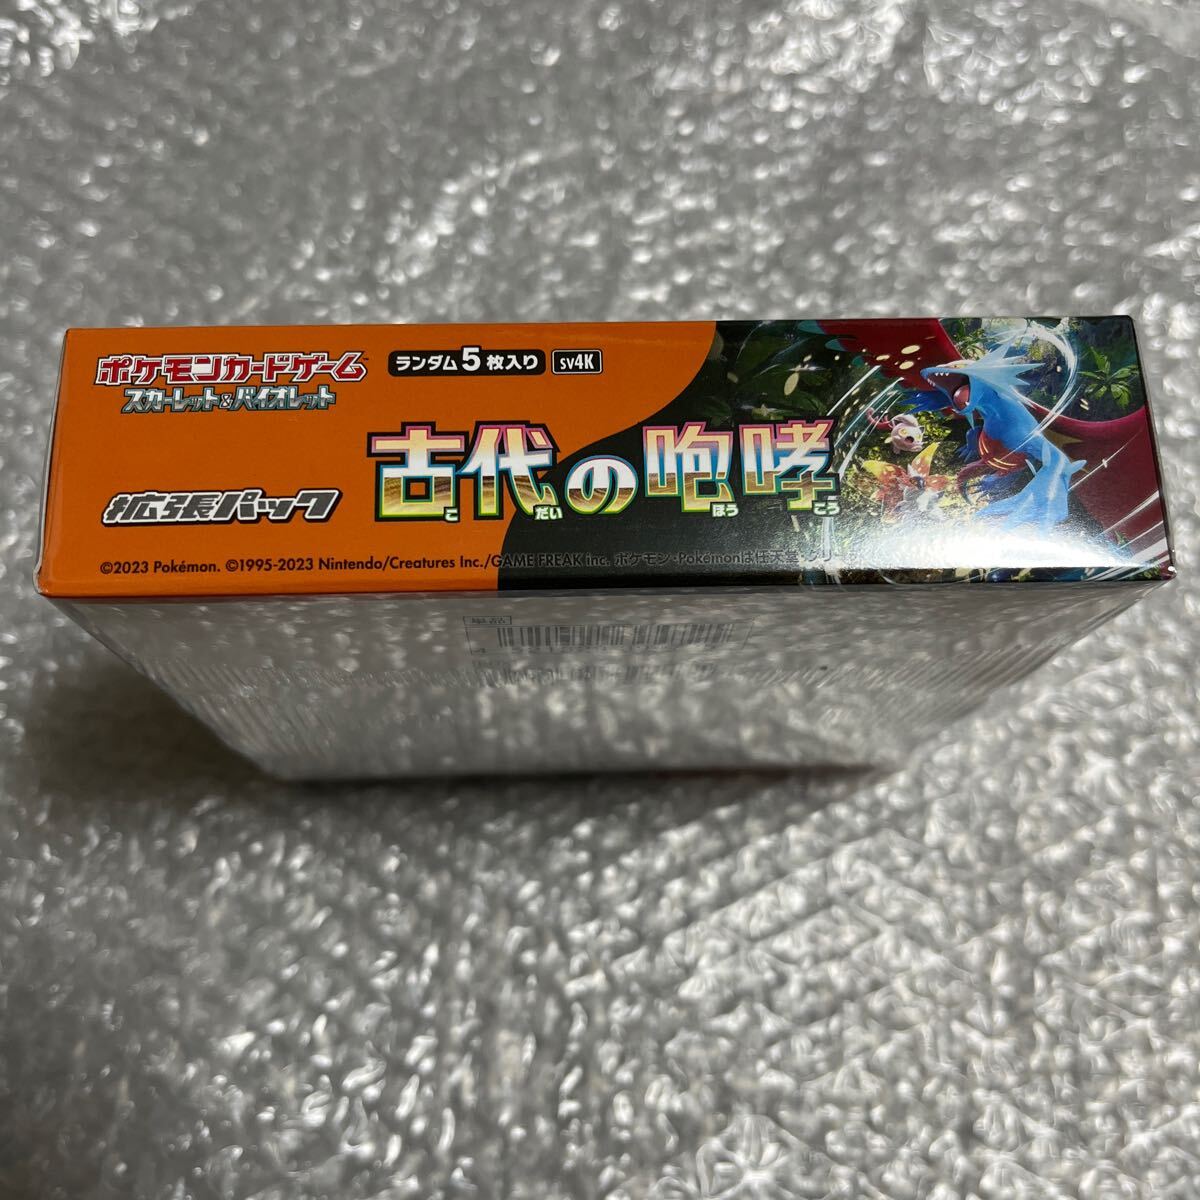 ポケモンカードゲーム™
スカーレット&バイオレット
ランダム5枚入り
SV4K
古代の咆哮
こ だい ほう こう
拡張パック
©2023 Pokémon. ©1995-2023 Nintendo/Creatures Inc./GAME FREAK inc. ポケモン・Pokémonは任天堂・クリー
単品